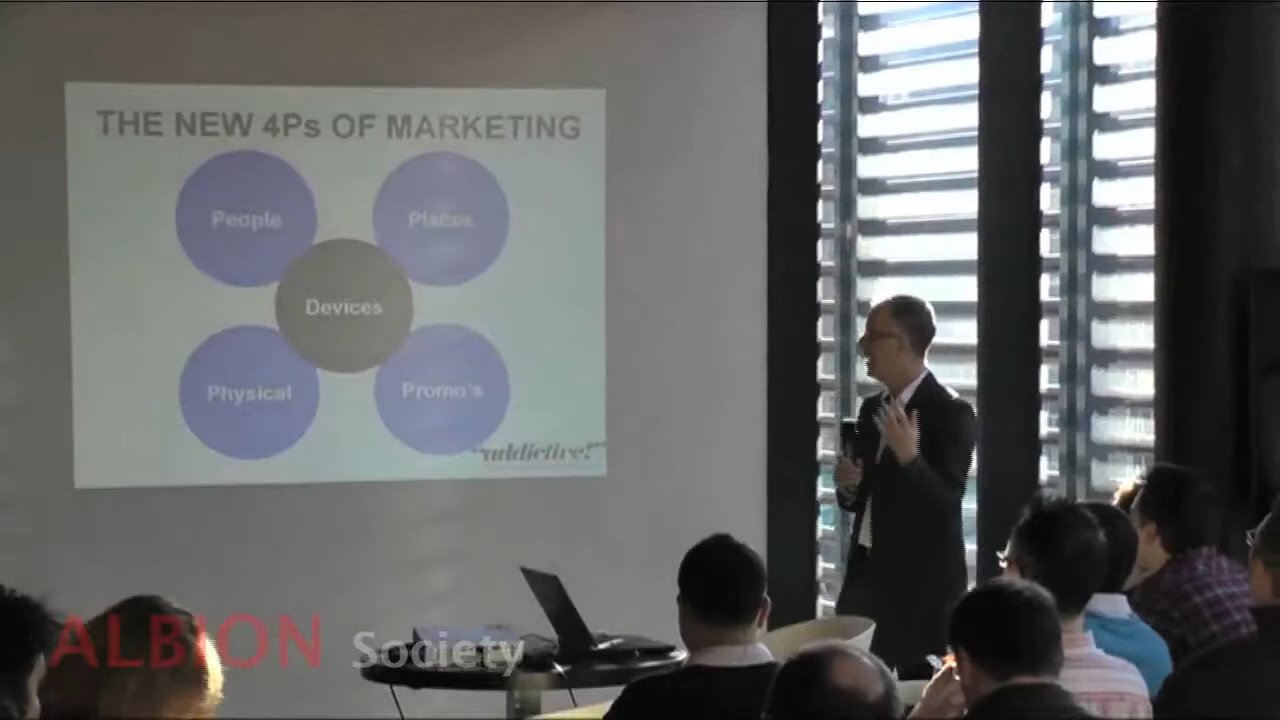 THE NEW 4Ps OF MARKETING
People
Places
Devices
Physical
Promo's
"addictive!"
ALBION Society